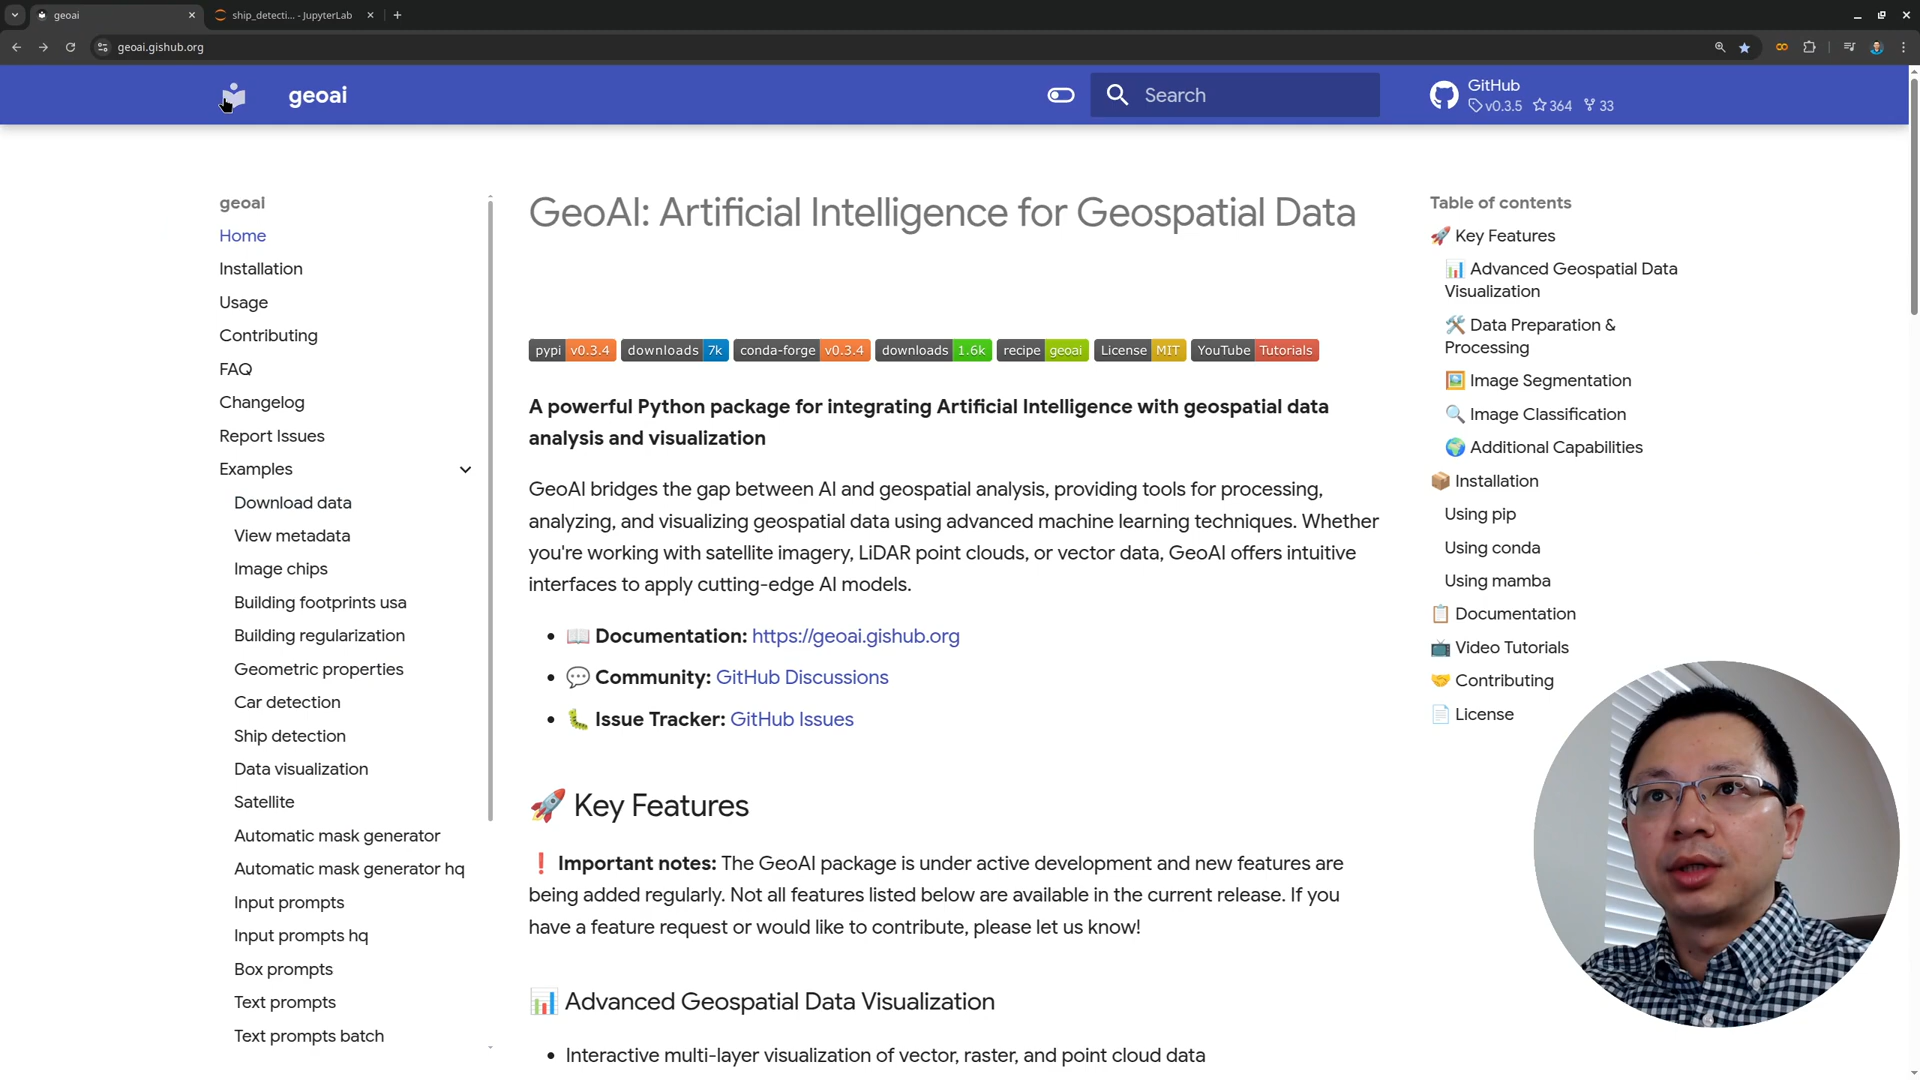 geoai
ship_detecti... - JupyterLab
geoai.gishub.org
geoai
Search
GitHub
v0.3.5 364 33
geoai
Home
Installation
Usage
Contributing
FAQ
Changelog
Report Issues
Examples
Download data
View metadata
Image chips
Building footprints usa
Building regularization
Geometric properties
Car detection
Ship detection
Data visualization
Satellite
Automatic mask generator
Automatic mask generator hq
Input prompts
Input prompts hq
Box prompts
Text prompts
Text prompts batch
GeoAI: Artificial Intelligence for Geospatial Data
pypi v0.3.4 downloads 7k conda-forge v0.3.4 downloads 1.6k recipe geoai License MIT YouTube Tutorials
A powerful Python package for integrating Artificial Intelligence with geospatial data
analysis and visualization
GeoAI bridges the gap between AI and geospatial analysis, providing tools for processing,
analyzing, and visualizing geospatial data using advanced machine learning techniques. Whether
you're working with satellite imagery, LiDAR point clouds, or vector data, GeoAI offers intuitive
interfaces to apply cutting-edge AI models.
• 📖 Documentation: https://geoai.gishub.org
• 💬 Community: GitHub Discussions
• 🐛 Issue Tracker: GitHub Issues
🚀 Key Features
❗ Important notes: The GeoAI package is under active development and new features are
being added regularly. Not all features listed below are available in the current release. If you
have a feature request or would like to contribute, please let us know!
📊 Advanced Geospatial Data Visualization
• Interactive multi-layer visualization of vector, raster, and point cloud data
Table of contents
🚀 Key Features
📊 Advanced Geospatial Data
Visualization
🛠️ Data Preparation &
Processing
🖼️ Image Segmentation
🔍 Image Classification
🌍 Additional Capabilities
📦 Installation
Using pip
Using conda
Using mamba
📋 Documentation
📺 Video Tutorials
🤝 Contributing
📄 License